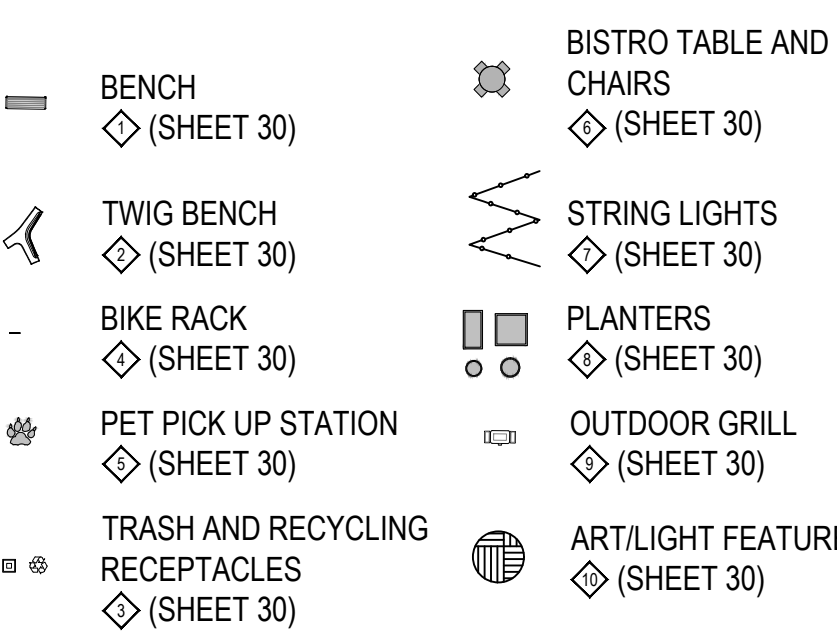 BENCH
1 (SHEET 30)
TWIG BENCH
2 (SHEET 30)
BIKE RACK
4 (SHEET 30)
PET PICK UP STATION
5 (SHEET 30)
TRASH AND RECYCLING
RECEPTACLES
3 (SHEET 30)
BISTRO TABLE AND
CHAIRS
6 (SHEET 30)
STRING LIGHTS
7 (SHEET 30)
PLANTERS
8 (SHEET 30)
OUTDOOR GRILL
9 (SHEET 30)
ART/LIGHT FEATUR
10 (SHEET 30)